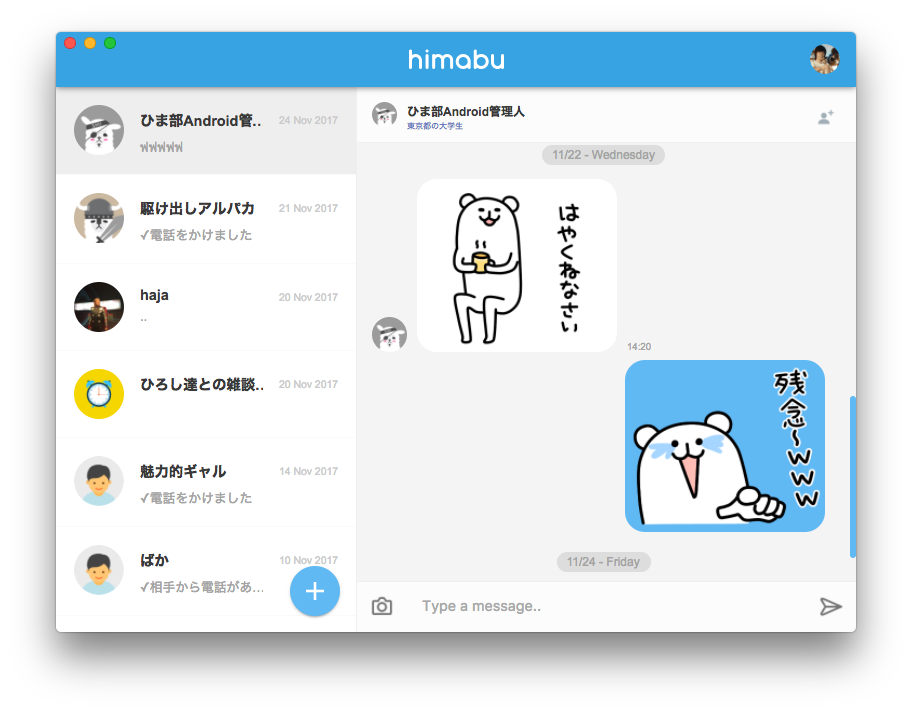 himabu
ひま部Android管..
24 Nov 2017
ฟฟฟฟฟ
駆け出しアルパカ
21 Nov 2017
✓電話をかけました
haja
20 Nov 2017
..
ひろし達との雑談..
20 Nov 2017
魅力的ギャル
14 Nov 2017
✓電話をかけました
ばか
10 Nov 2017
✓相手から電話があ...
+
ひま部Android管理人
東京都の大学生
11/22 - Wednesday
はやくねなさい
14:20
残念~www
11/24 - Friday
Type a message..